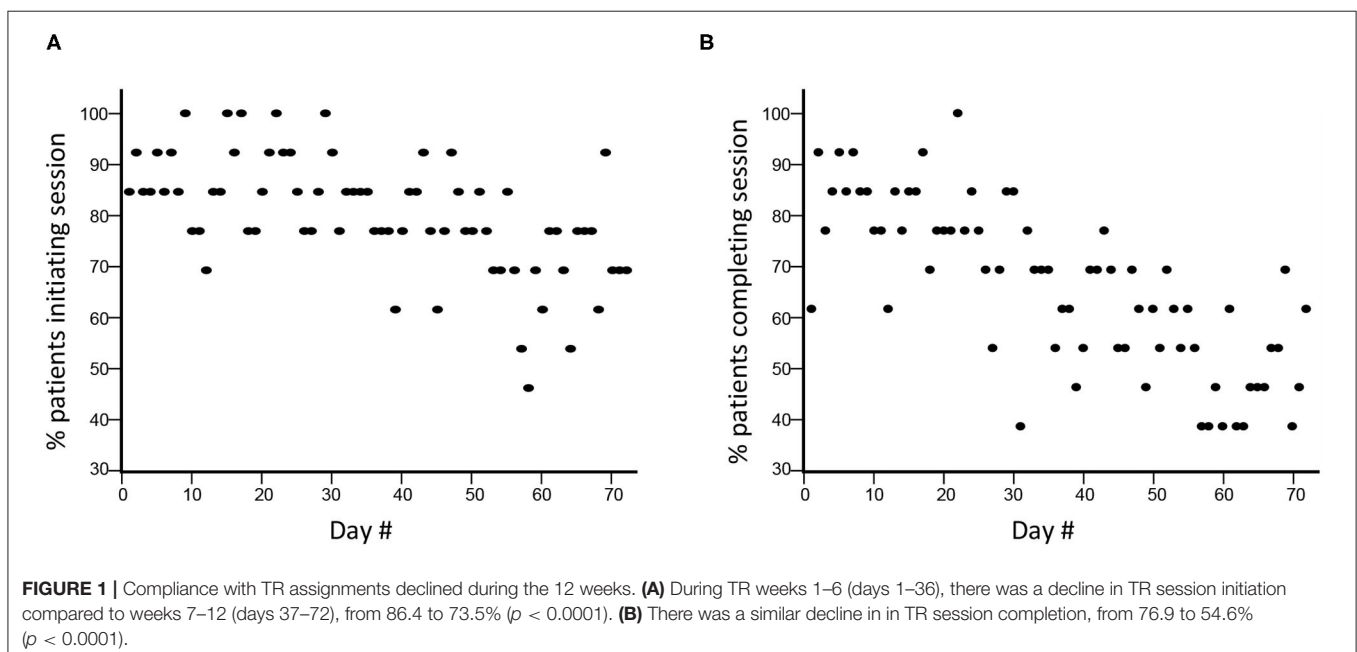 A
B
% patients initiating session
100
90
80
70
60
50
40
30
0 10 20 30 40 50 60 70
Day #
% patients completing session
100
90
80
70
60
50
40
30
0 10 20 30 40 50 60 70
Day #
FIGURE 1 | Compliance with TR assignments declined during the 12 weeks. (A) During TR weeks 1–6 (days 1–36), there was a decline in TR session initiation
compared to weeks 7–12 (days 37–72), from 86.4 to 73.5% (p < 0.0001). (B) There was a similar decline in in TR session completion, from 76.9 to 54.6%
(p < 0.0001).